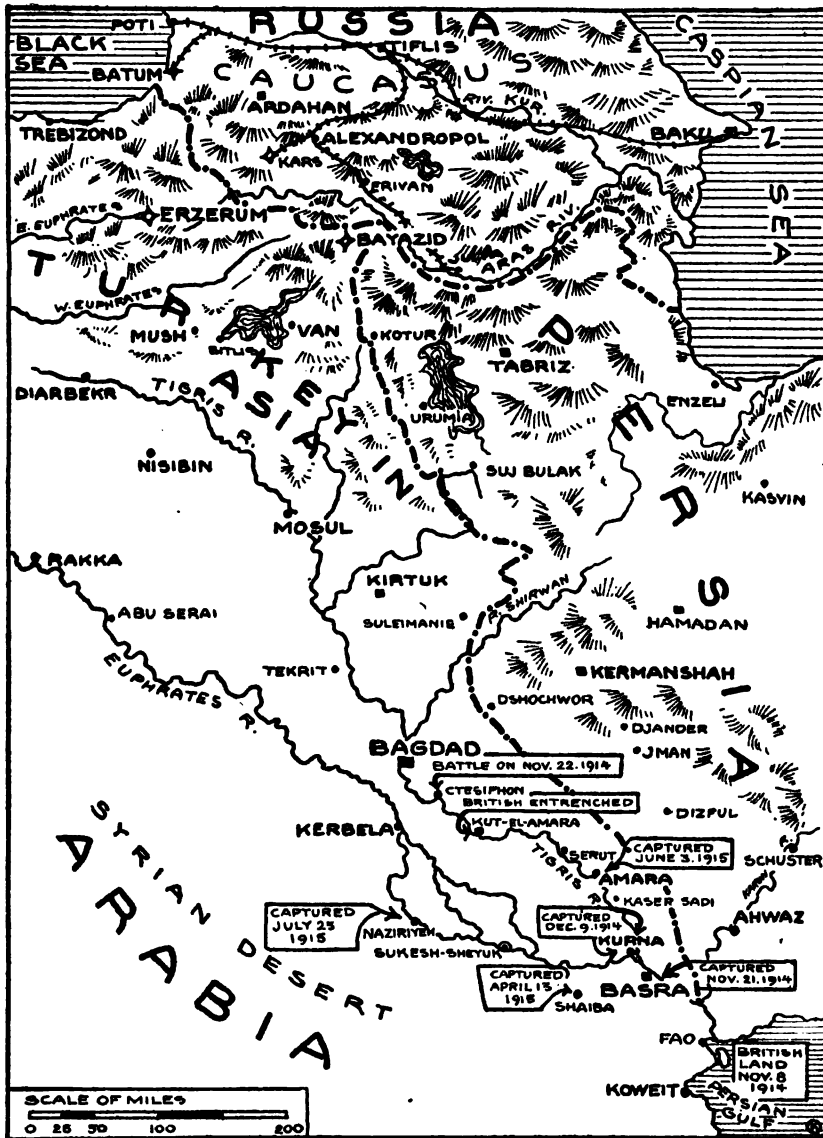 RUSSIA
POTI
BLACK
SEA
TIFLIS
CASPIAN
SEA
BATUM
CAUCASUS
ARDAHAN
RIV. KUR.
TREBIZOND
ALEXANDROPOL
BAKU
KARS
ERIVAN
E. EUPHRATES
ERZERUM
BAYAZID
ARAS RIV.
TURKEY IN
ASIA
W. EUPHRATES
MUSH
VAN
BITLIS
KOTUR
PERSIA
TABRIZ
DIARBEKR
TIGRIS R.
URUMIA
ENZELI
NISIBIN
SUJ BULAK
KASVIN
MOSUL
RAKKA
KIRTUK
R. SHIRWAN
ABU SERAI
SULEIMANIE
HAMADAN
EUPHRATES R.
TEKRIT
KERMANSHAH
DSHOCHWOR
DJANDER
BAGDAD
JMAN
BATTLE ON NOV. 22. 1914
CTESIPHON
BRITISH ENTRENCHED
DIZFUL
SYRIAN DESERT
KERBELA
KUT-EL-AMARA
ARABIA
TIGRIS R.
SERUT
CAPTURED
JUNE 3. 1915
SCHUSTER
AMARA
KARUN
KASER SADI
CAPTURED
JULY 25
1915
NAZIRIYEH
CAPTURED
DEC. 9. 1914
AHWAZ
KURNA
SUKESH-SHEYUK
CAPTURED
APRIL 13
1915
SHAIBA
BASRA
CAPTURED
NOV. 21. 1914
FAO
BRITISH
LAND
NOV. 8
1914
KOWEIT
PERSIAN
GULF
SCALE OF MILES
0 25 50 100 200